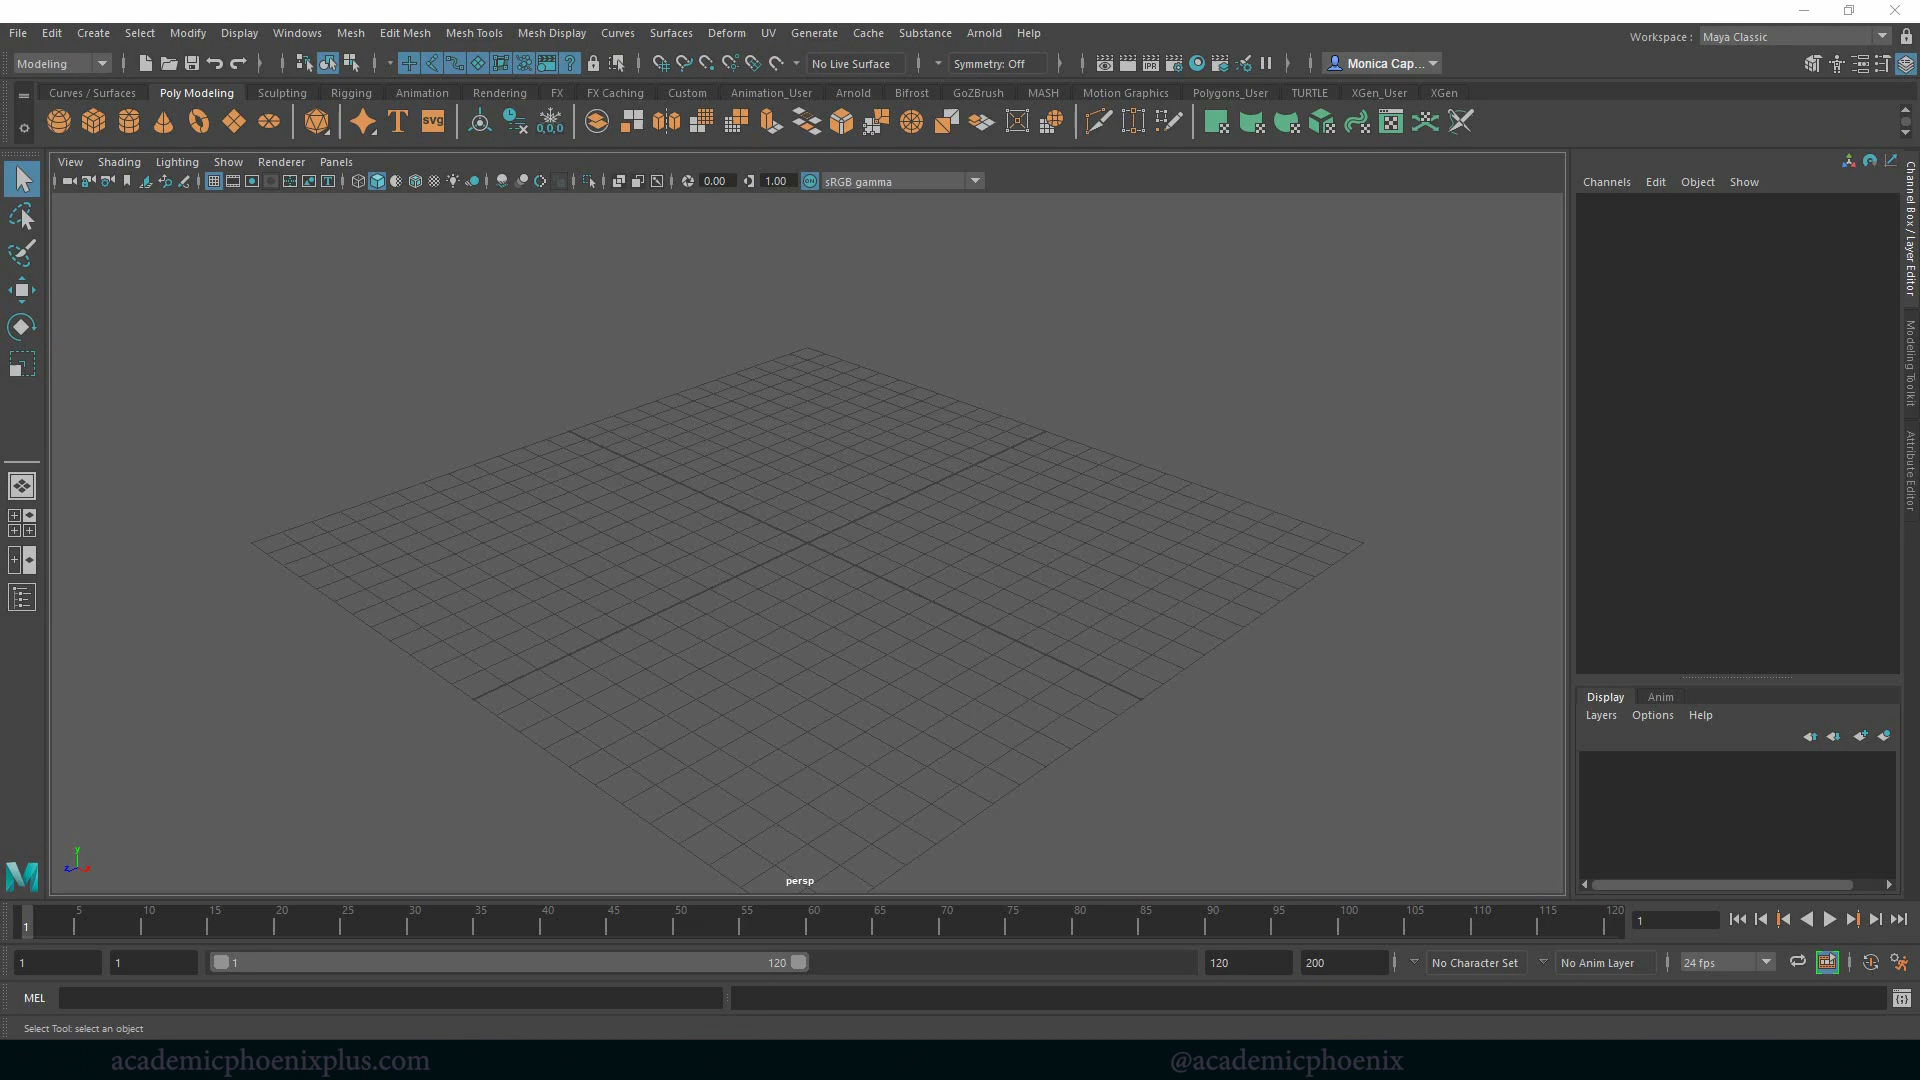 File Edit Create Select Modify Display Windows Mesh Edit Mesh Mesh Tools Mesh Display Curves Surfaces Deform UV Generate Cache Substance Arnold Help
Workspace : Maya Classic
Modeling
No Live Surface
Symmetry: Off
Monica Cap...
Curves / Surfaces Poly Modeling Sculpting Rigging Animation Rendering FX FX Caching Custom Animation_User Arnold Bifrost GoZBrush MASH Motion Graphics Polygons_User TURTLE XGen_User XGen
T svg 0,0,0
View Shading Lighting Show Renderer Panels
0.00 1.00 ON sRGB gamma
Channels Edit Object Show
Channel Box / Layer Editor
Modeling Toolkit
Attribute Editor
Display Anim
Layers Options Help
y
z x
persp
M
1 5 10 15 20 25 30 35 40 45 50 55 60 65 70 75 80 85 90 95 100 105 110 115 120
1
1 1 1 120 120 200 No Character Set No Anim Layer 24 fps
MEL
Select Tool: select an object
academicphoenixplus.com
@academicphoenix